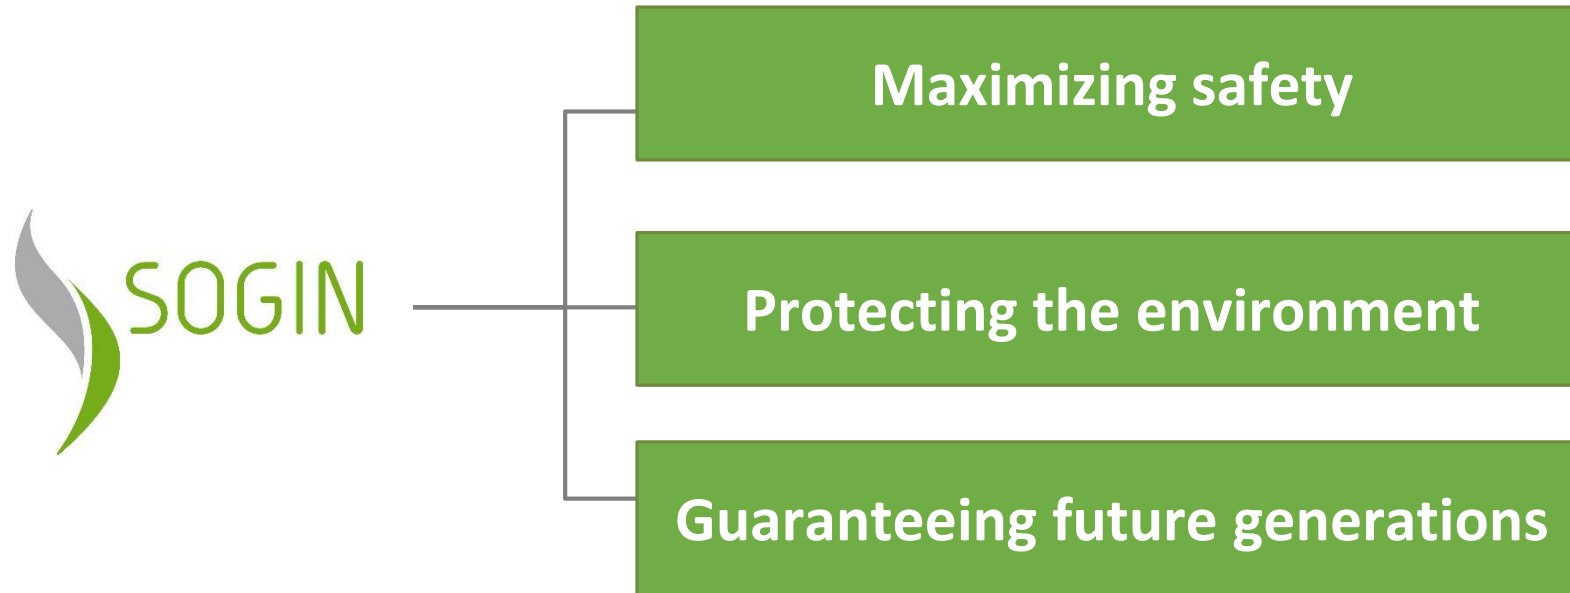 Maximizing safety
SOGIN
Protecting the environment
Guaranteeing future generations